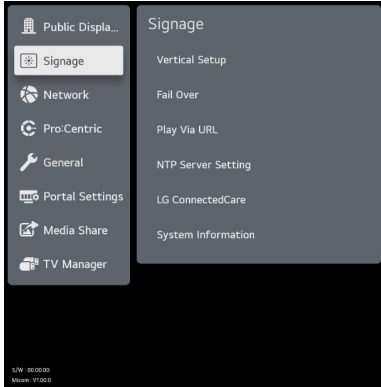 Public Displa...
Signage
Network
Pro:Centric
General
Portal Settings
Media Share
TV Manager
Signage
Vertical Setup
Fail Over
Play Via URL
NTP Server Setting
LG ConnectedCare
System Information
S/W : 00.00.00
Micom : V1.00.0